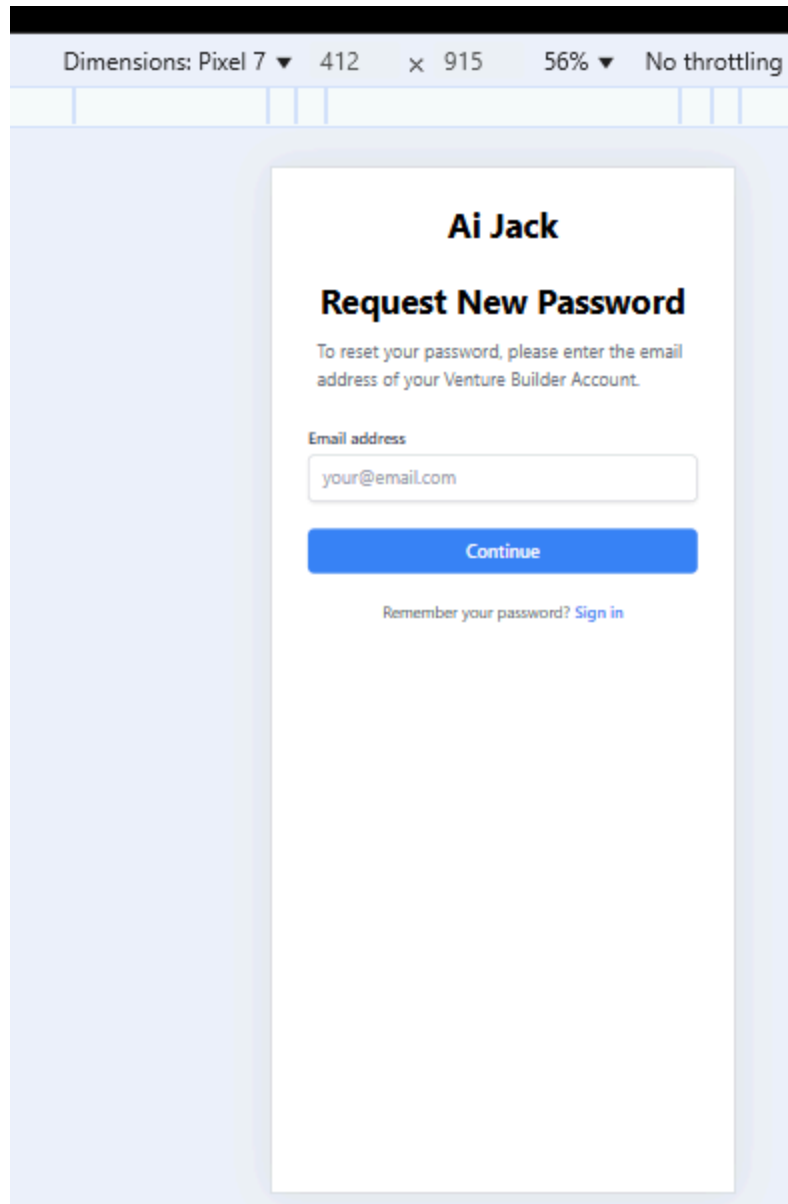 Dimensions: Pixel 7 ▼ 412 × 915 56% ▼ No throttling
Ai Jack
Request New Password
To reset your password, please enter the email
address of your Venture Builder Account.
Email address
your@email.com
Continue
Remember your password? Sign in